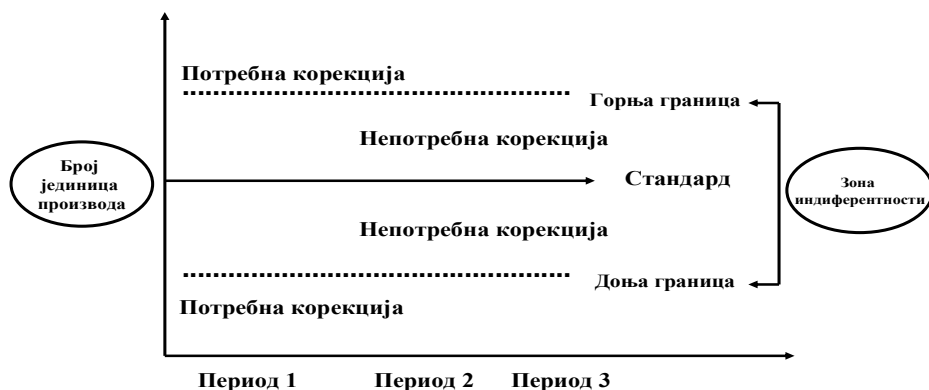 Потребна корекција
Горња граница
Непотребна корекција
Број
јединица
производа
Стандард
Зона
индиферентности
Непотребна корекција
Доња граница
Потребна корекција
Период 1
Период 2
Период 3